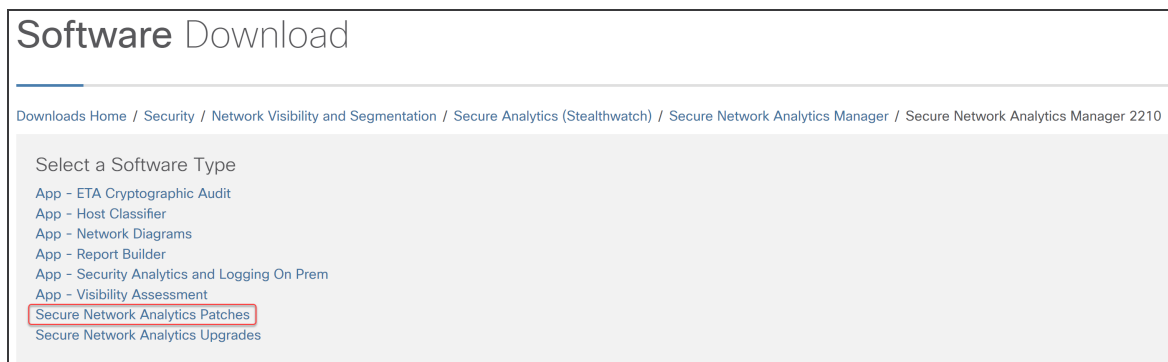 Software Download
Downloads Home / Security / Network Visibility and Segmentation / Secure Analytics (Stealthwatch) / Secure Network Analytics Manager / Secure Network Analytics Manager 2210
Select a Software Type
App - ETA Cryptographic Audit
App - Host Classifier
App - Network Diagrams
App - Report Builder
App - Security Analytics and Logging On Prem
App - Visibility Assessment
Secure Network Analytics Patches
Secure Network Analytics Upgrades